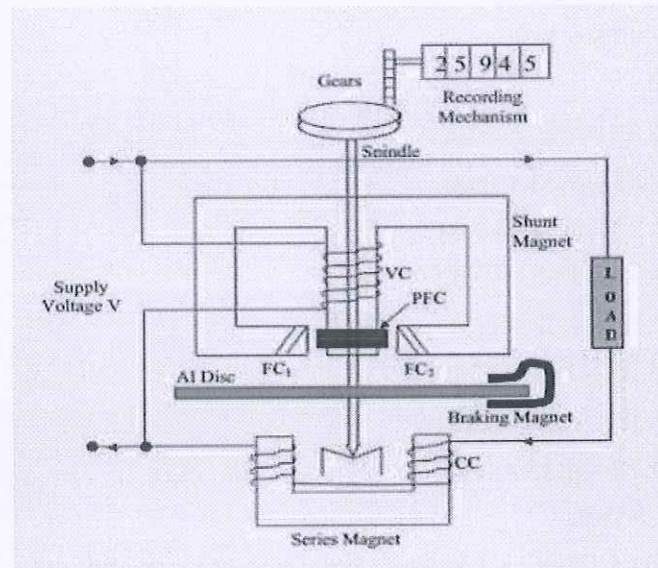 2 5 9 4 5
Gears
Recording
Mechanism
Spindle
Shunt
Magnet
VC
Supply
Voltage V
PFC
L
O
A
D
FC1
FC2
Al Disc
Braking Magnet
CC
Series Magnet